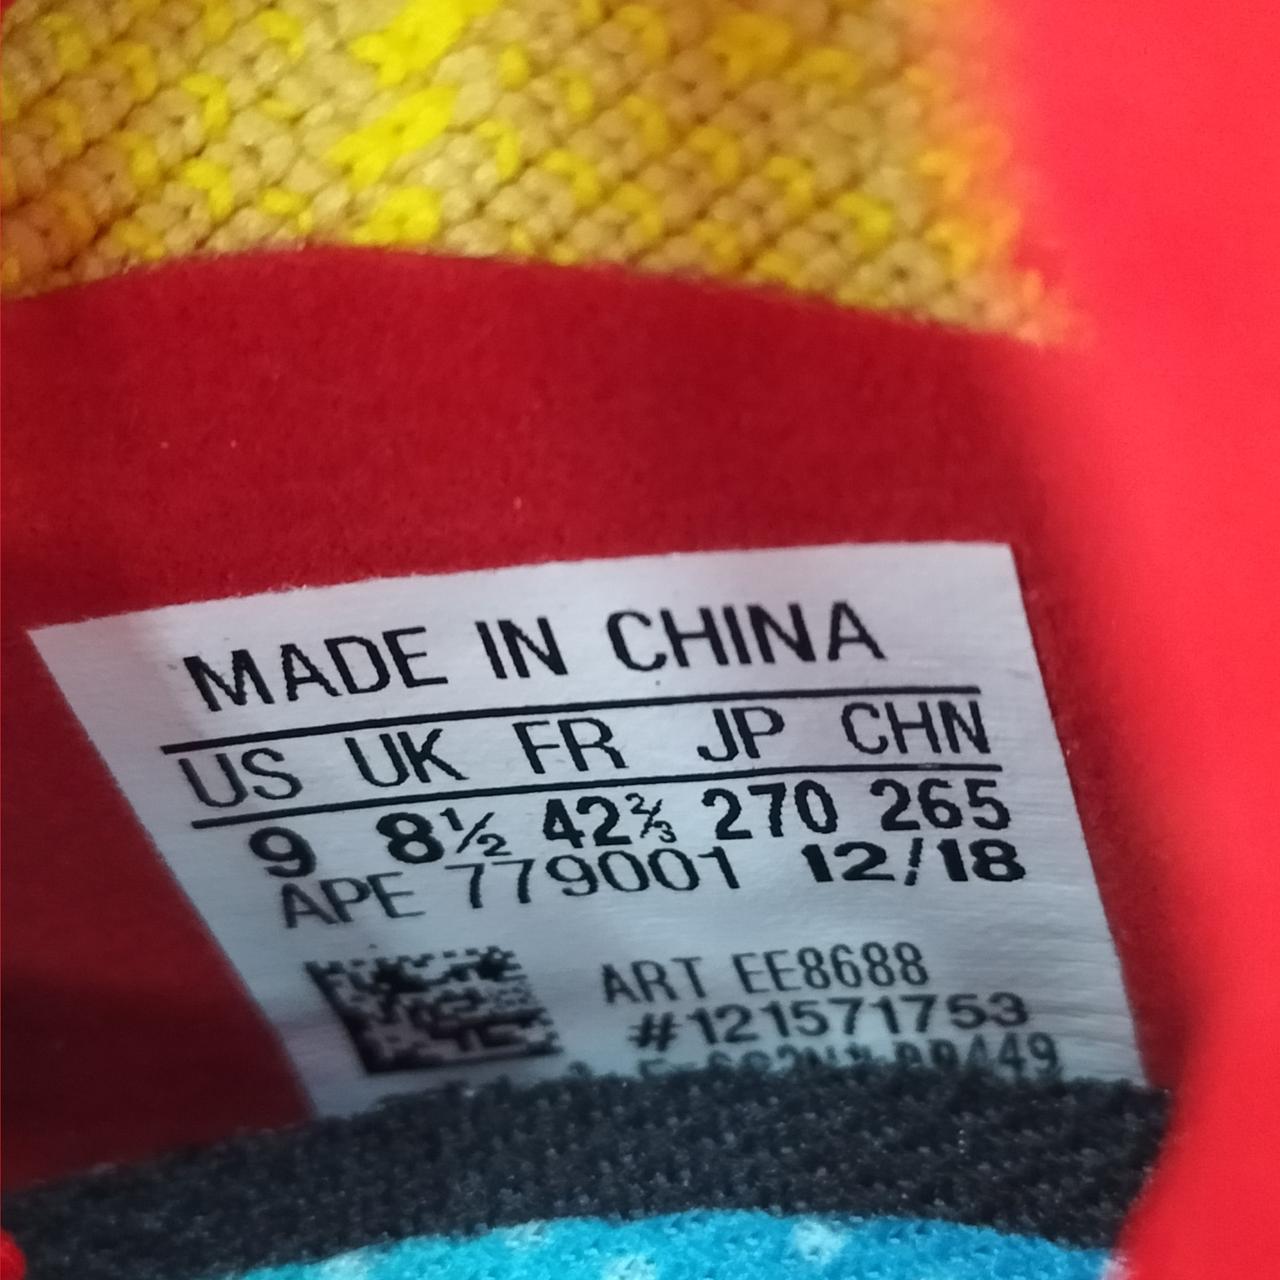 MADE IN CHINA
US UK FR JP CHN
9 8½ 42⅔ 270 265
APE 779001 12/18
ART EE8688
#121571753